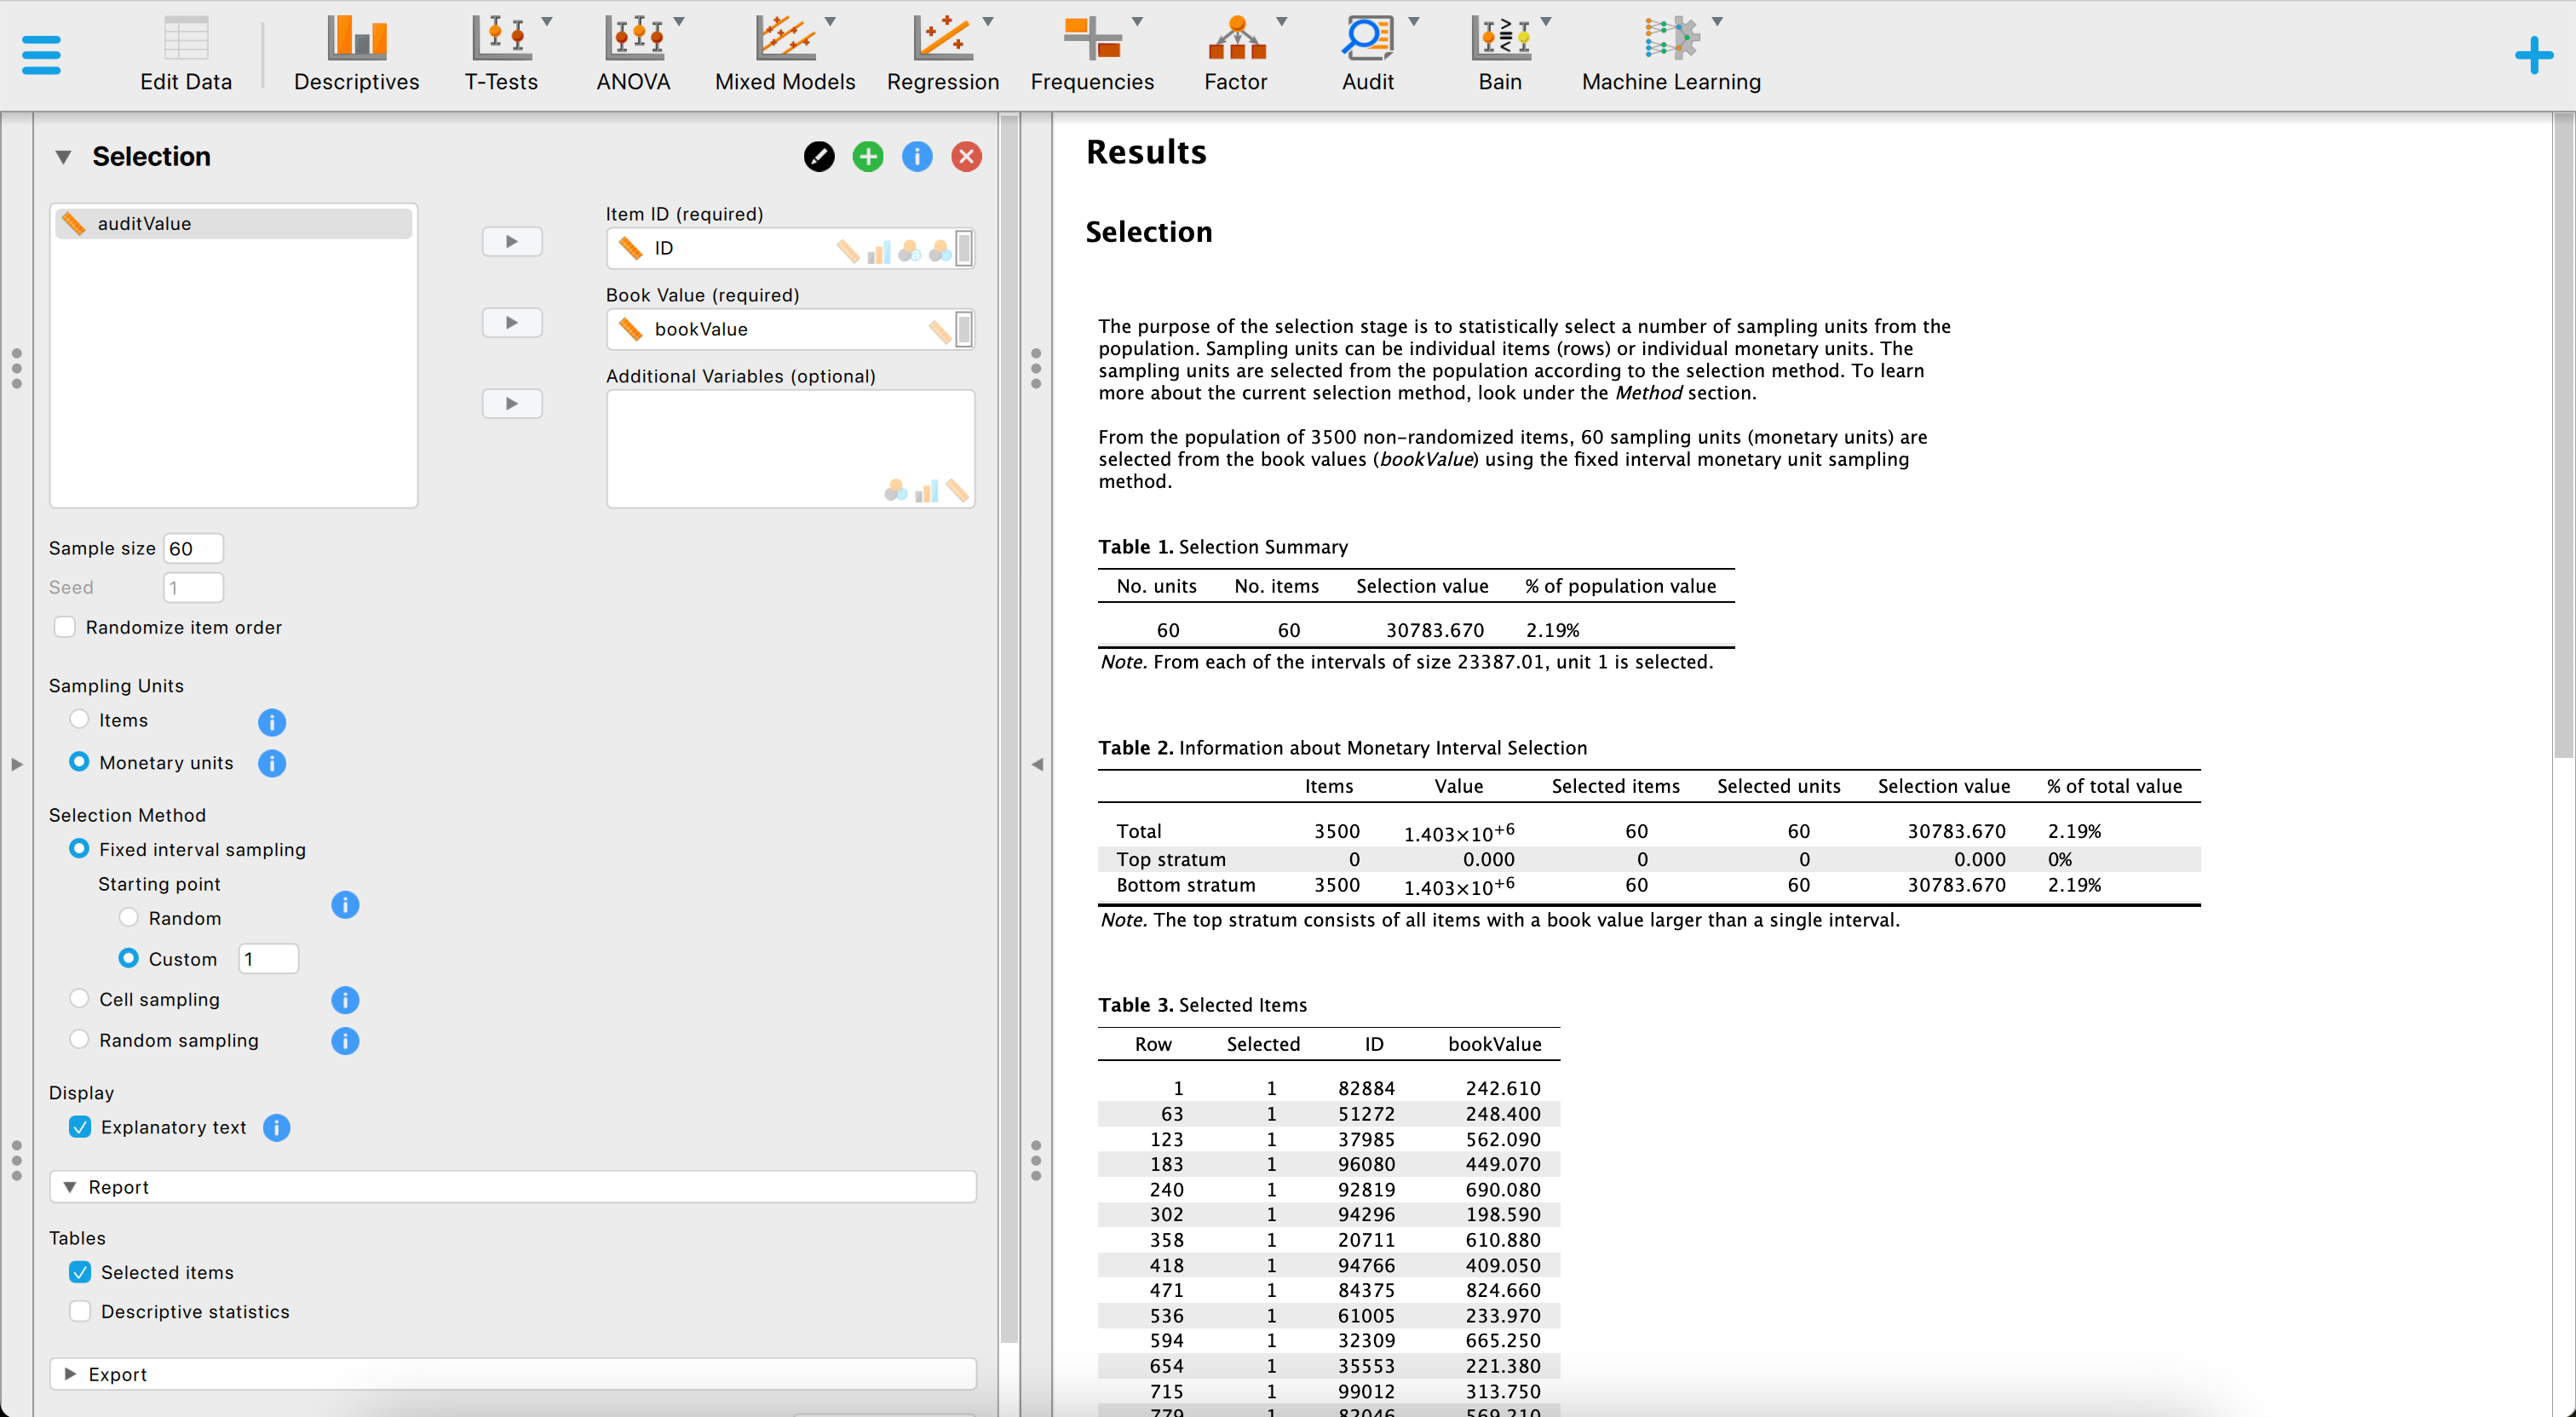 Edit Data
Descriptives
T-Tests
ANOVA
Mixed Models
Regression
Frequencies
Factor
Audit
Bain
Machine Learning
Selection
auditValue
Item ID (required)
ID
Book Value (required)
bookValue
Additional Variables (optional)
Sample size 60
Seed 1
Randomize item order
Sampling Units
Items
Monetary units
Selection Method
Fixed interval sampling
Starting point
Random
Custom 1
Cell sampling
Random sampling
Display
Explanatory text
Report
Tables
Selected items
Descriptive statistics
Export
Results
Selection
The purpose of the selection stage is to statistically select a number of sampling units from the
population. Sampling units can be individual items (rows) or individual monetary units. The
sampling units are selected from the population according to the selection method. To learn
more about the current selection method, look under the Method section.
From the population of 3500 non-randomized items, 60 sampling units (monetary units) are
selected from the book values (bookValue) using the fixed interval monetary unit sampling
method.
Table 1. Selection Summary
No. units No. items Selection value % of population value
60 60 30783.670 2.19%
Note. From each of the intervals of size 23387.01, unit 1 is selected.
Table 2. Information about Monetary Interval Selection
Items Value Selected items Selected units Selection value % of total value
Total 3500 1.403×10+6 60 60 30783.670 2.19%
Top stratum 0 0.000 0 0 0.000 0%
Bottom stratum 3500 1.403×10+6 60 60 30783.670 2.19%
Note. The top stratum consists of all items with a book value larger than a single interval.
Table 3. Selected Items
Row Selected ID bookValue
1 1 82884 242.610
63 1 51272 248.400
123 1 37985 562.090
183 1 96080 449.070
240 1 92819 690.080
302 1 94296 198.590
358 1 20711 610.880
418 1 94766 409.050
471 1 84375 824.660
536 1 61005 233.970
594 1 32309 665.250
654 1 35553 221.380
715 1 99012 313.750
779 1 82046 569.210